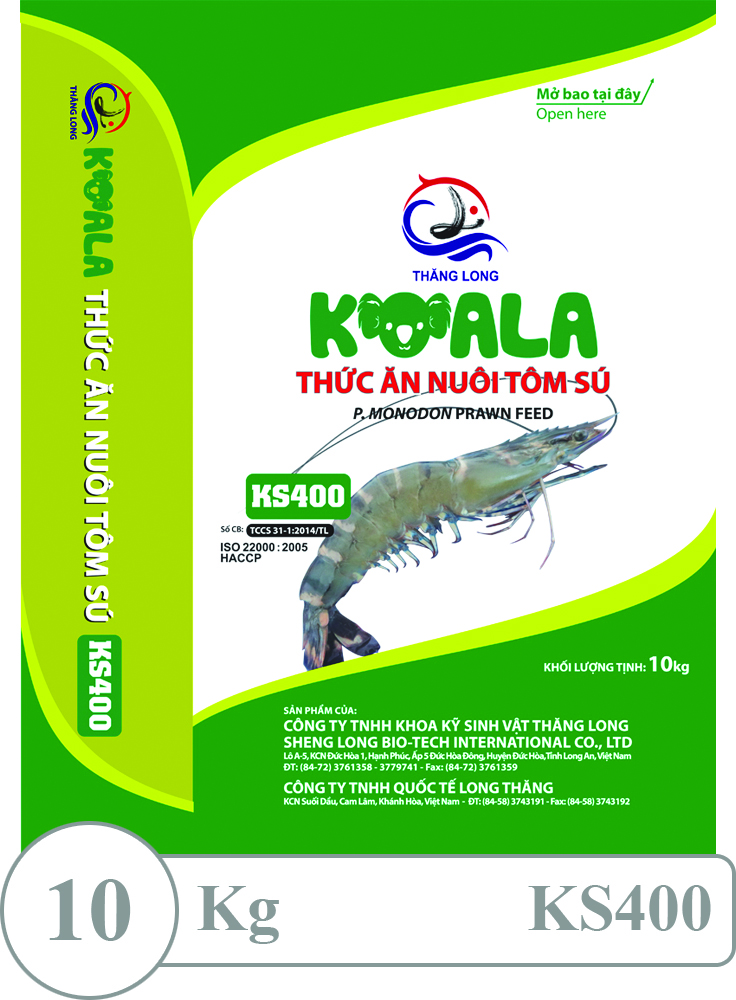 Mở bao tại đây
Open here
THĂNG LONG
KOALA
THỨC ĂN NUÔI TÔM SÚ
P. MONODON PRAWN FEED
KS400
Số CB: TCCS 31-1:2014/TL
ISO 22000 : 2005
HACCP
KHỐI LƯỢNG TỊNH: 10kg
SẢN PHẨM CỦA:
CÔNG TY TNHH KHOA KỸ SINH VẬT THĂNG LONG
SHENG LONG BIO-TECH INTERNATIONAL CO., LTD
Lô A-5, KCN Đức Hòa 1, Hạnh Phúc, Ấp 5 Đức Hòa Đông, Huyện Đức Hòa, Tỉnh Long An, Việt Nam
ĐT: (84-72) 3761358 - 3779741 - Fax: (84-72) 3761359
CÔNG TY TNHH QUỐC TẾ LONG THĂNG
KCN Suối Dầu, Cam Lâm, Khánh Hòa, Việt Nam - ĐT: (84-58) 3743191 - Fax: (84-58) 3743192
THĂNG LONG
KOALA
THỨC ĂN NUÔI TÔM SÚ
KS400
10 Kg KS400